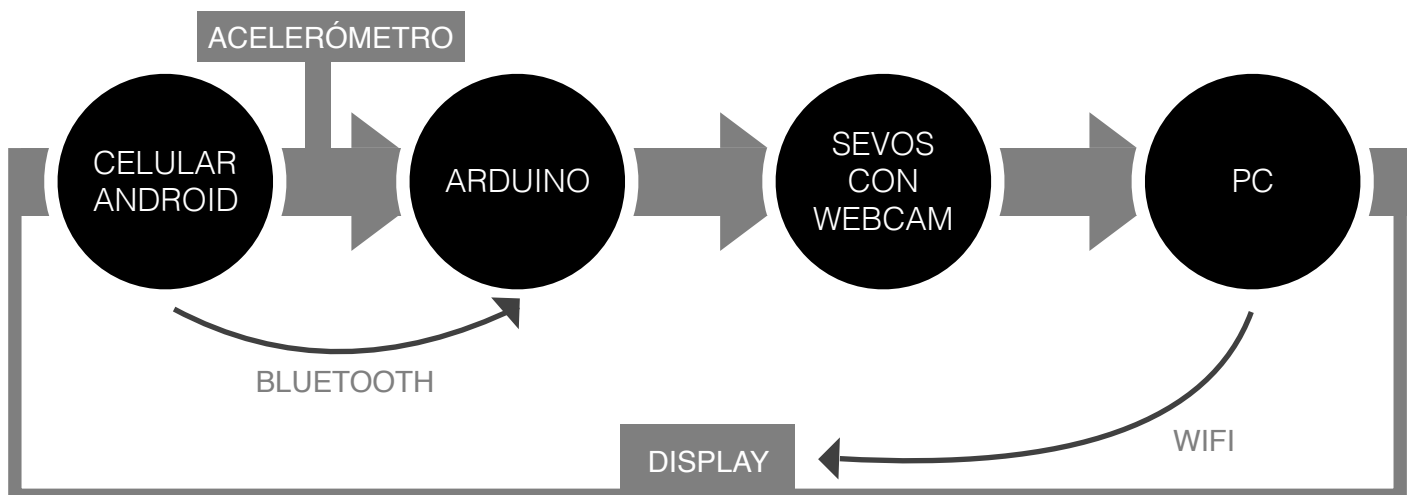 ACELERÓMETRO
CELULAR
ANDROID
ARDUINO
SEVOS
CON
WEBCAM
PC
BLUETOOTH
WIFI
DISPLAY